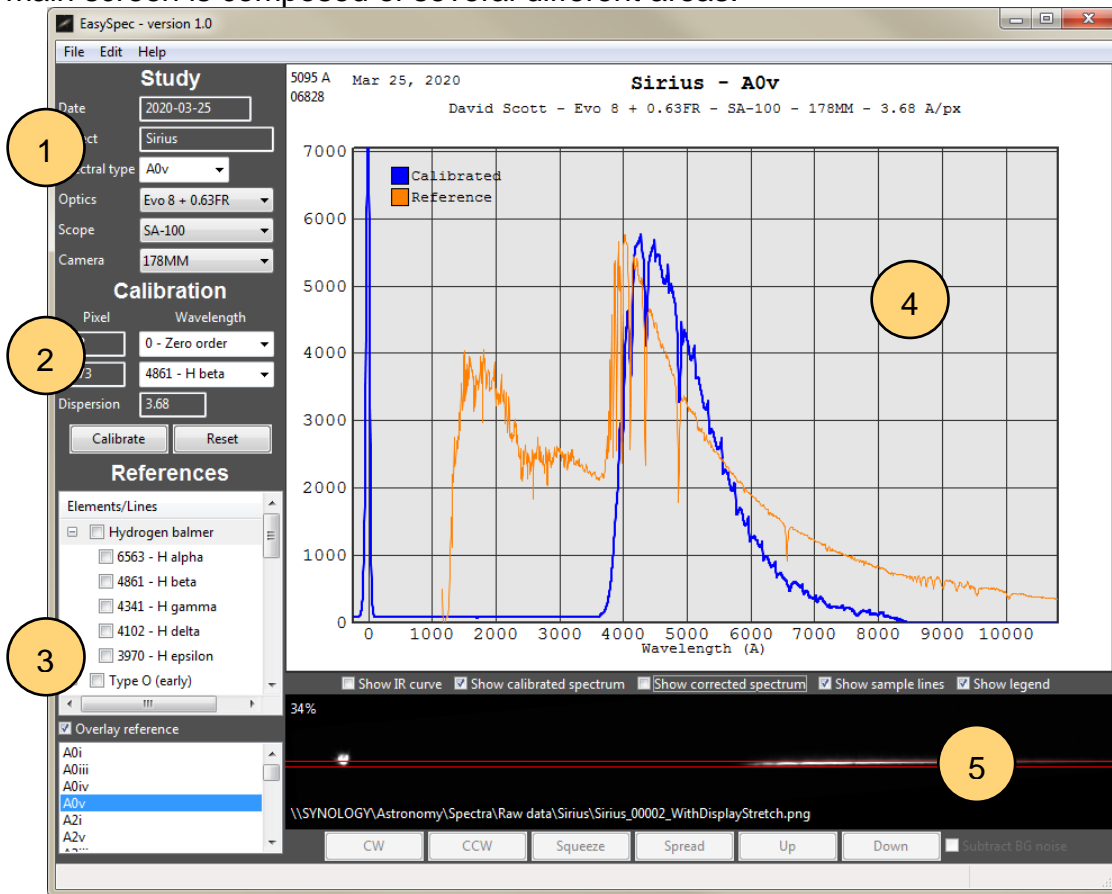 main screen is composed of several different areas.
EasySpec - version 1.0
File Edit Help
Study
Date 2020-03-25
Sirius
Spectral type A0v
Optics Evo 8 + 0.63FR
Scope SA-100
Camera 178MM
1
Calibration
Pixel Wavelength
0 - Zero order
4861 - H beta
2
Dispersion 3.68
Calibrate Reset
References
Elements/Lines
Hydrogen balmer
6563 - H alpha
4861 - H beta
4341 - H gamma
4102 - H delta
3970 - H epsilon
Type O (early)
3
Overlay reference
A0i
A0iii
A0iv
A0v
A2i
A2v
5095 A Mar 25, 2020 Sirius - A0v
06828
David Scott - Evo 8 + 0.63FR - SA-100 - 178MM - 3.68 A/px
Calibrated
Reference
7000
6000
5000
4000
3000
2000
1000
0
0 1000 2000 3000 4000 5000 6000 7000 8000 9000 10000
Wavelength (A)
4
Show IR curve Show calibrated spectrum Show corrected spectrum Show sample lines Show legend
34%
5
\\SYNOLOGY\Astronomy\Spectra\Raw data\Sirius\Sirius_00002_WithDisplayStretch.png
CW CCW Squeeze Spread Up Down Subtract BG noise